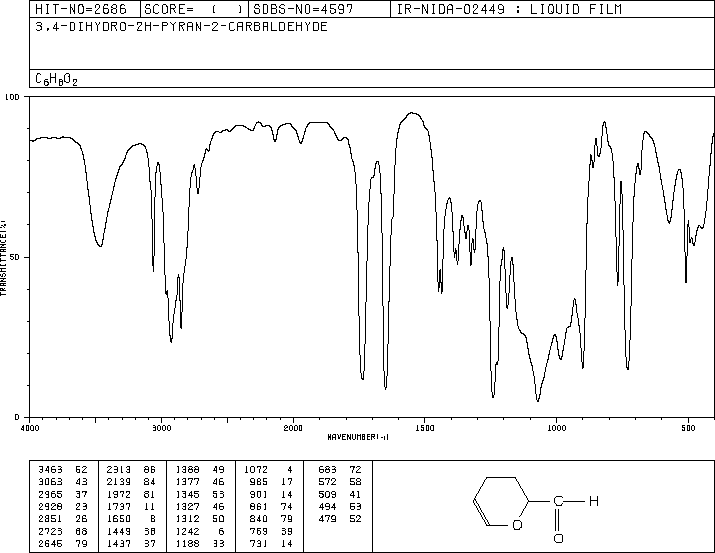 HIT-NO=2686 SCORE= ( ) SDBS-NO=4597 IR-NIDA-02449 : LIQUID FILM
3,4-DIHYDRO-2H-PYRAN-2-CARBALDEHYDE
C6H8O2
100
TRANSMITTANCE(%)
50
0
4000 3000 2000 1500 1000 500
WAVENUMBER(-1)
3463 52 2313 86 1388 49 1072 4 683 72
3063 43 2139 84 1377 46 985 17 572 58
2965 37 1972 81 1345 53 901 14 509 41
2928 23 1737 11 1327 46 861 74 494 53
2851 26 1650 8 1312 50 840 79 479 52
2723 68 1449 38 1242 6 769 39
2645 79 1437 37 1188 33 731 14
C H
O
O